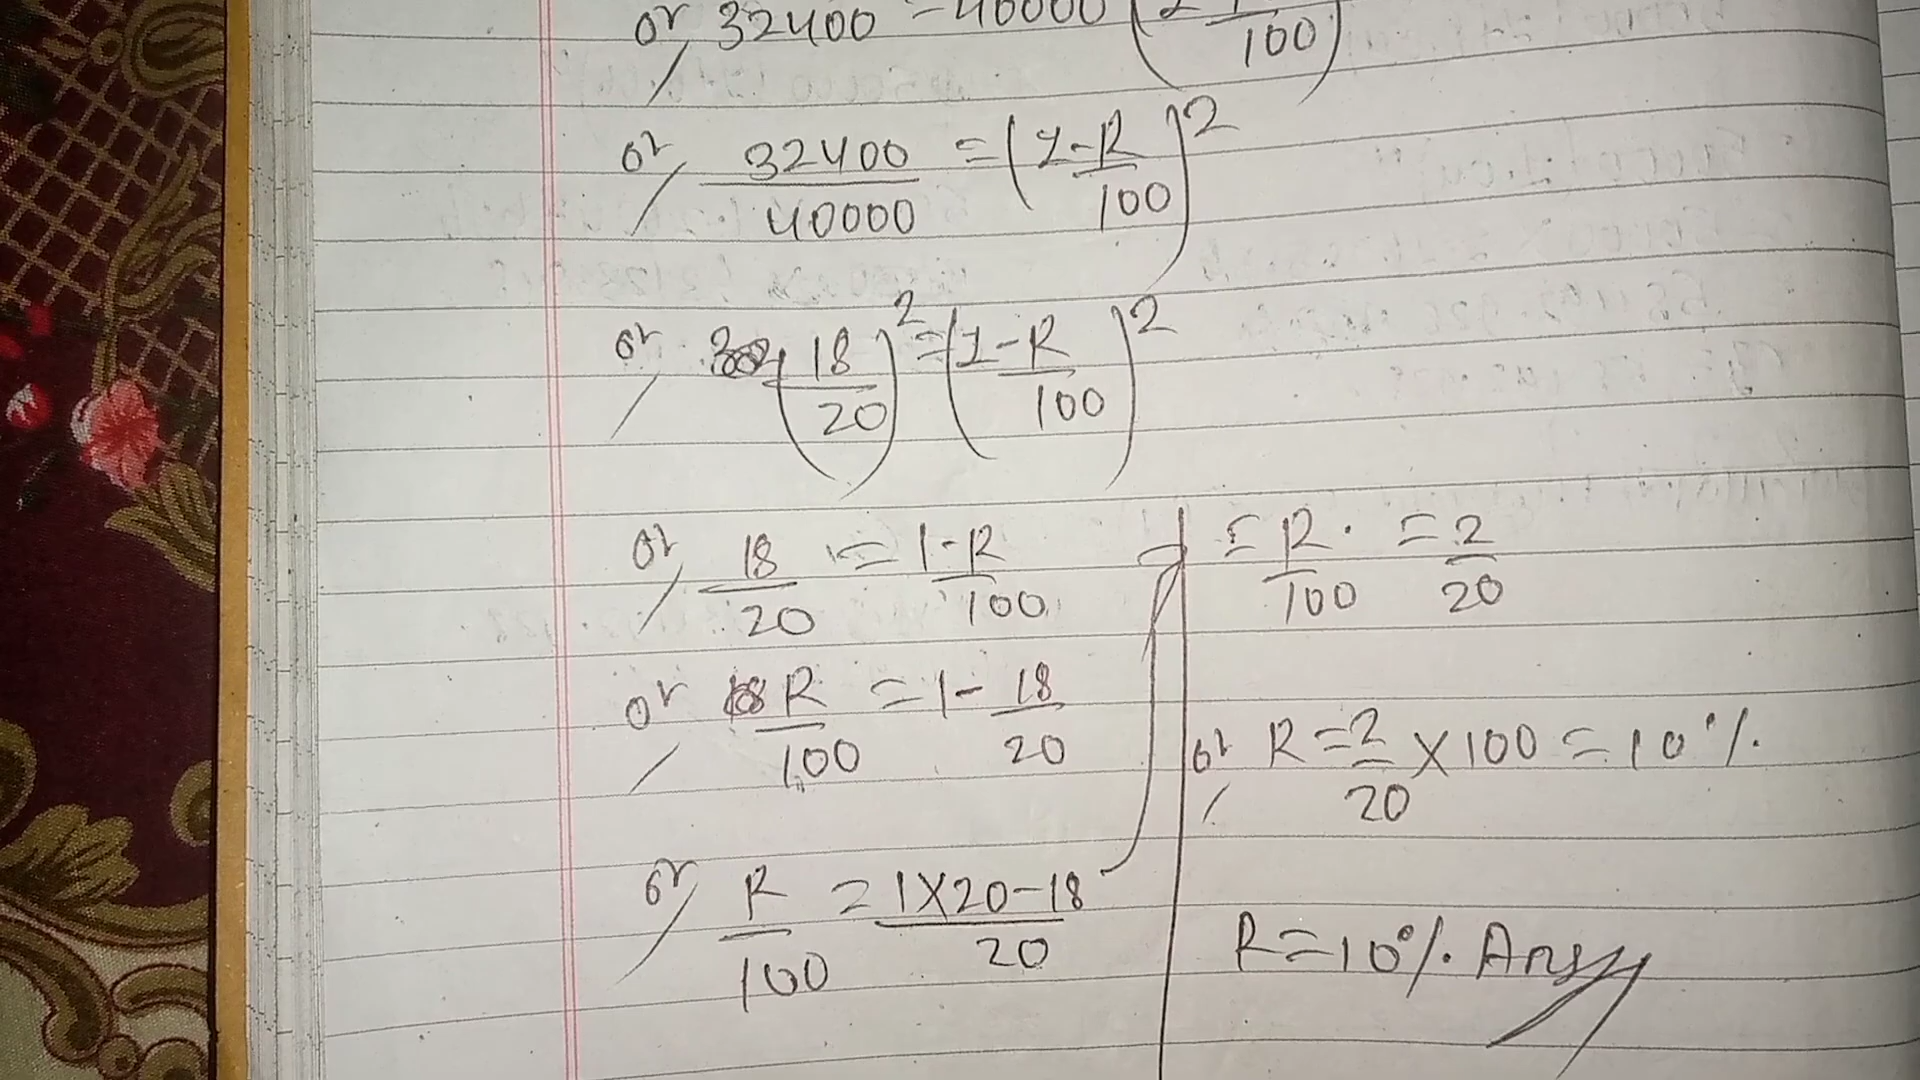 or, 32400 = 40000 (1 - R/100)
or, 32400/40000 = (1-R/100)^2
or, (18/20)^2 = (1-R/100)^2
or, 18/20 = 1-R/100
or, R/100 = 1- 18/20
or, R/100 = 1X20-18/20
= R/100 = 2/20
or, R = 2/20 X 100 = 10%
R = 10% Ans